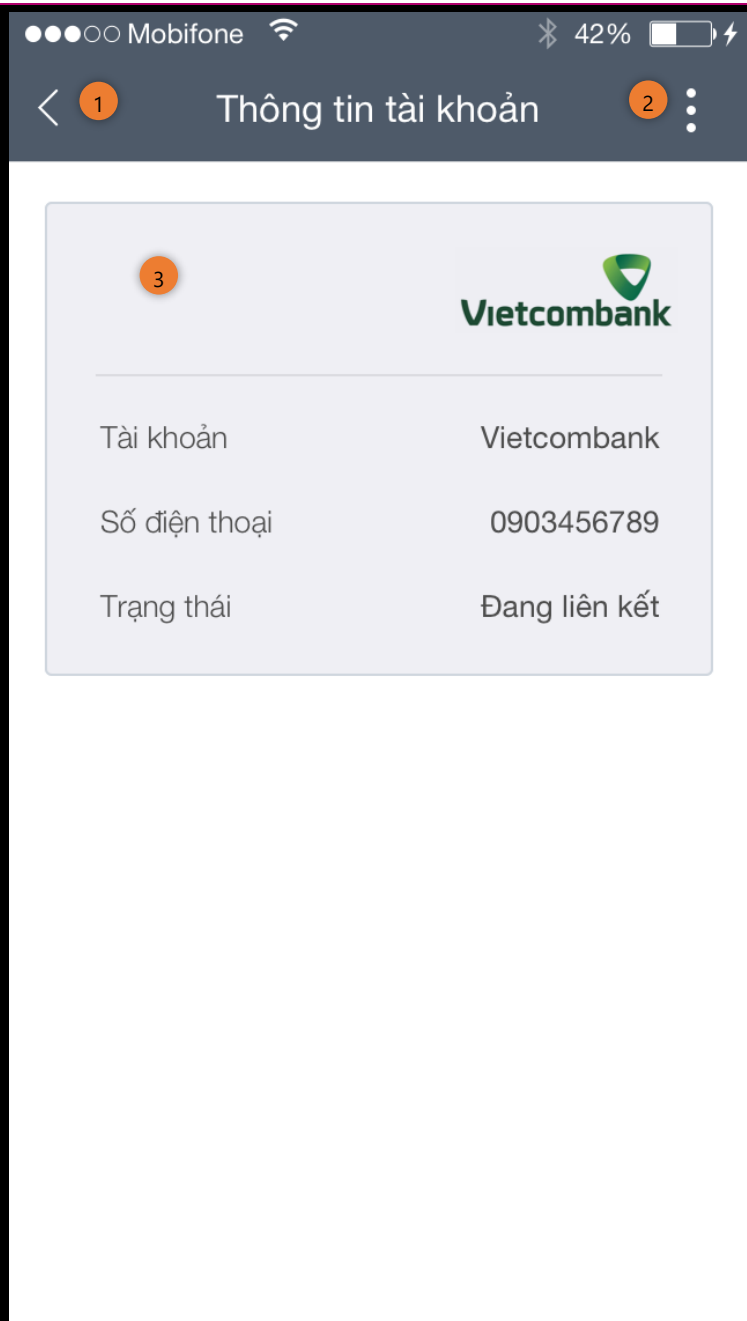 Mobifone 42%
1 Thông tin tài khoản 2
3
Vietcombank
Tài khoản Vietcombank
Số điện thoại 0903456789
Trạng thái Đang liên kết